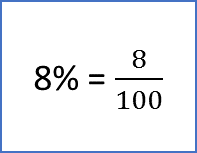 8% = 8/100